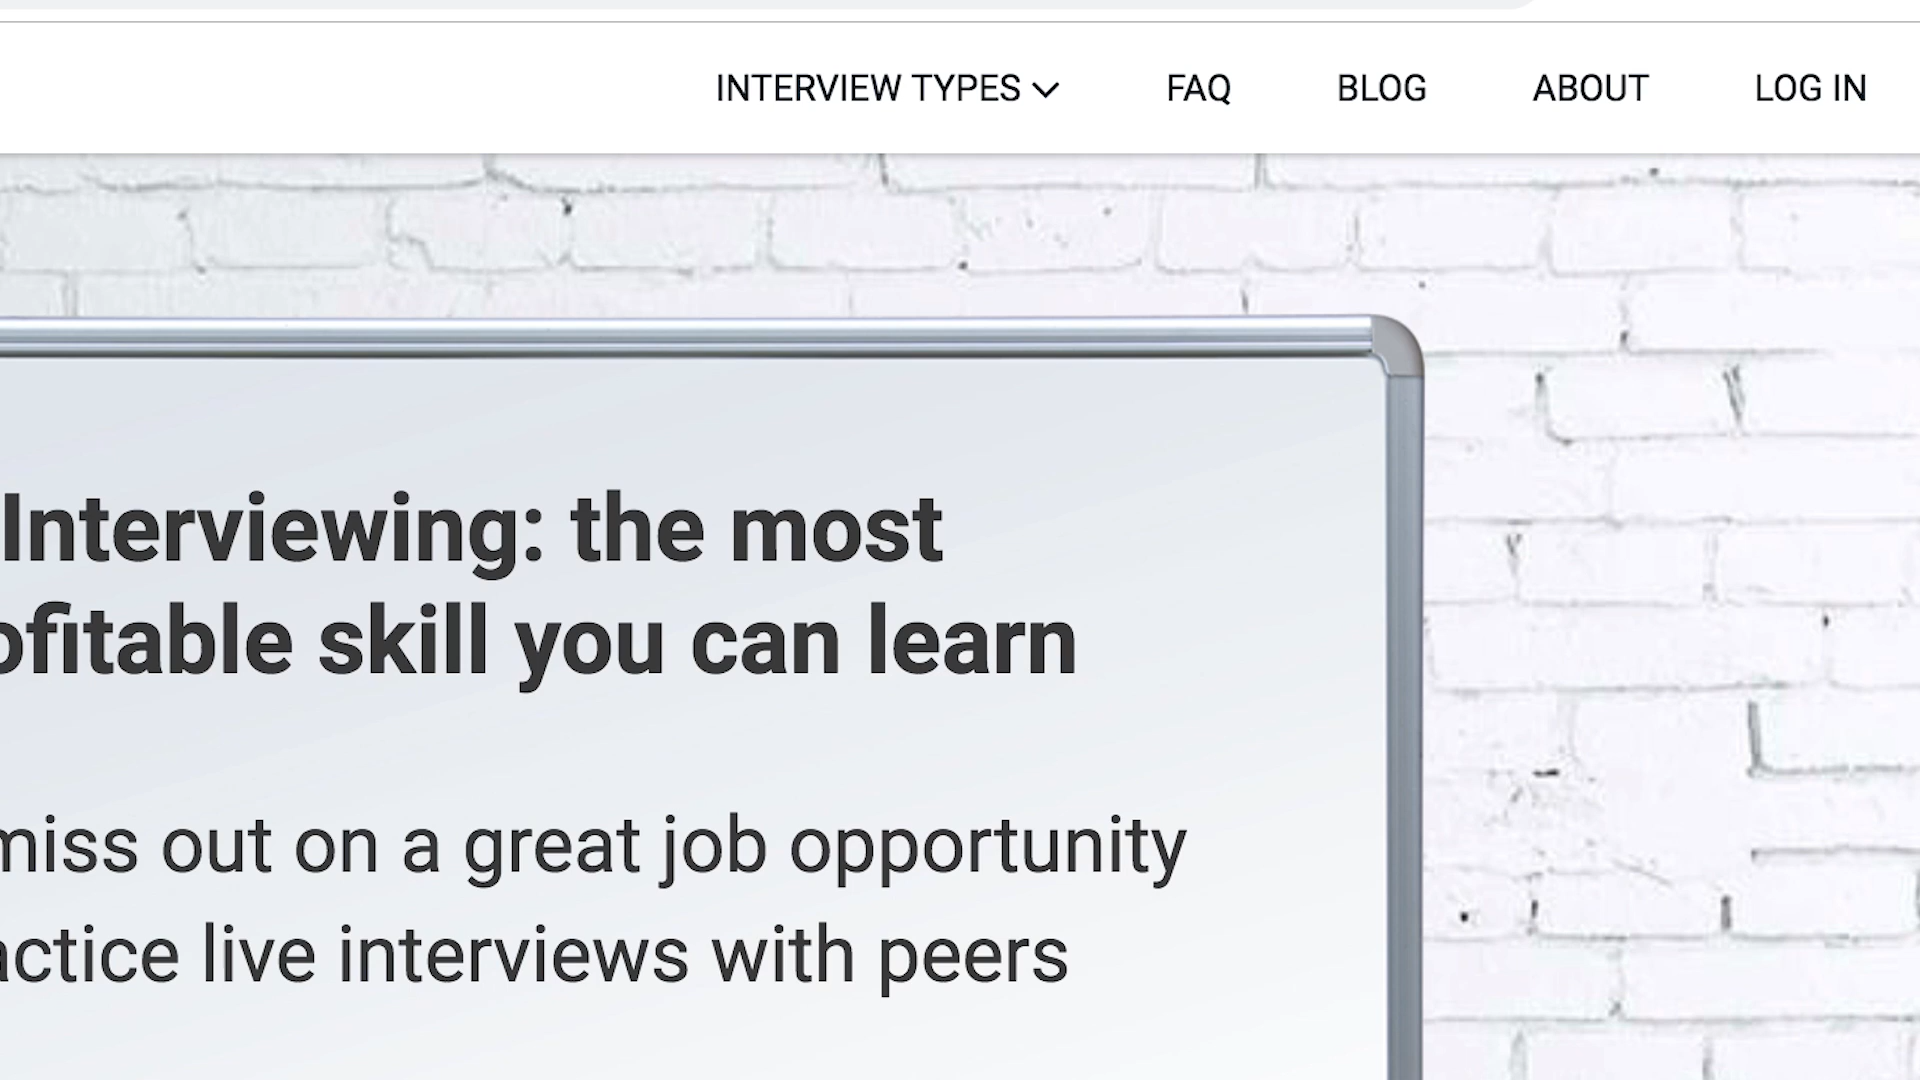 INTERVIEW TYPES FAQ BLOG ABOUT LOG IN
Interviewing: the most
ofitable skill you can learn
miss out on a great job opportunity
actice live interviews with peers